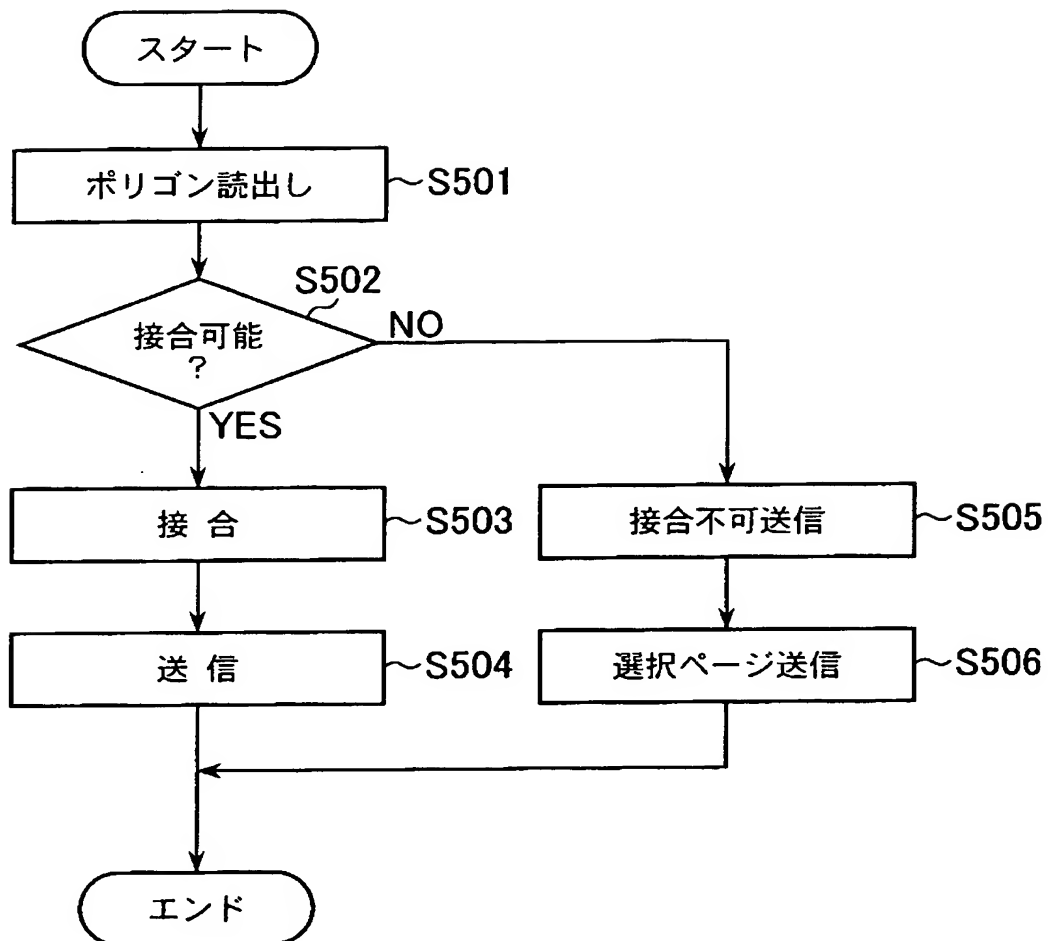 スタート
ポリゴン読出し
S501
S502
接合可能
?
NO
YES
接 合
S503
接合不可送信
S505
送 信
S504
選択ページ送信
S506
エンド